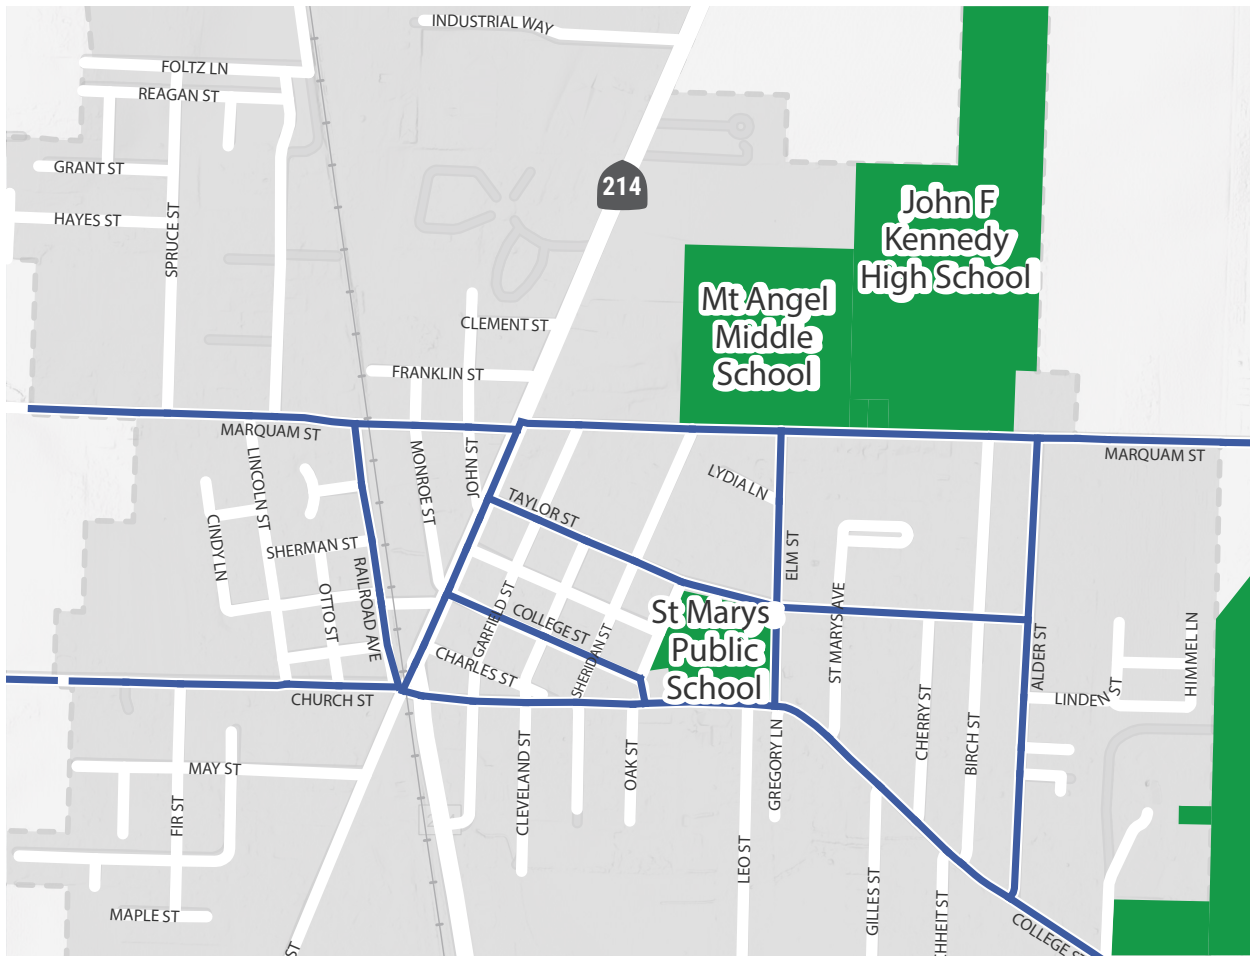 INDUSTRIAL WAY
FOLTZ LN
REAGAN ST
GRANT ST
HAYES ST
SPRUCE ST
214
John F
Kennedy
High School
Mt Angel
Middle
School
CLEMENT ST
FRANKLIN ST
MARQUAM ST
MARQUAM ST
LINCOLN ST
MONROE ST
JOHN ST
LYDIA LN
TAYLOR ST
CINDY LN
SHERMAN ST
OTTO ST
RAILROAD AVE
ELM ST
ST MARYS AVE
GARFIELD ST
COLLEGE ST
SHERIDAN ST
CHARLES ST
St Marys
Public
School
ALDER ST
HIMMEL LN
LINDEN ST
CHURCH ST
CHERRY ST
BIRCH ST
MAY ST
FIR ST
CLEVELAND ST
OAK ST
GREGORY LN
LEO ST
GILLES ST
HHEIT ST
MAPLE ST
ST
COLLEGE S